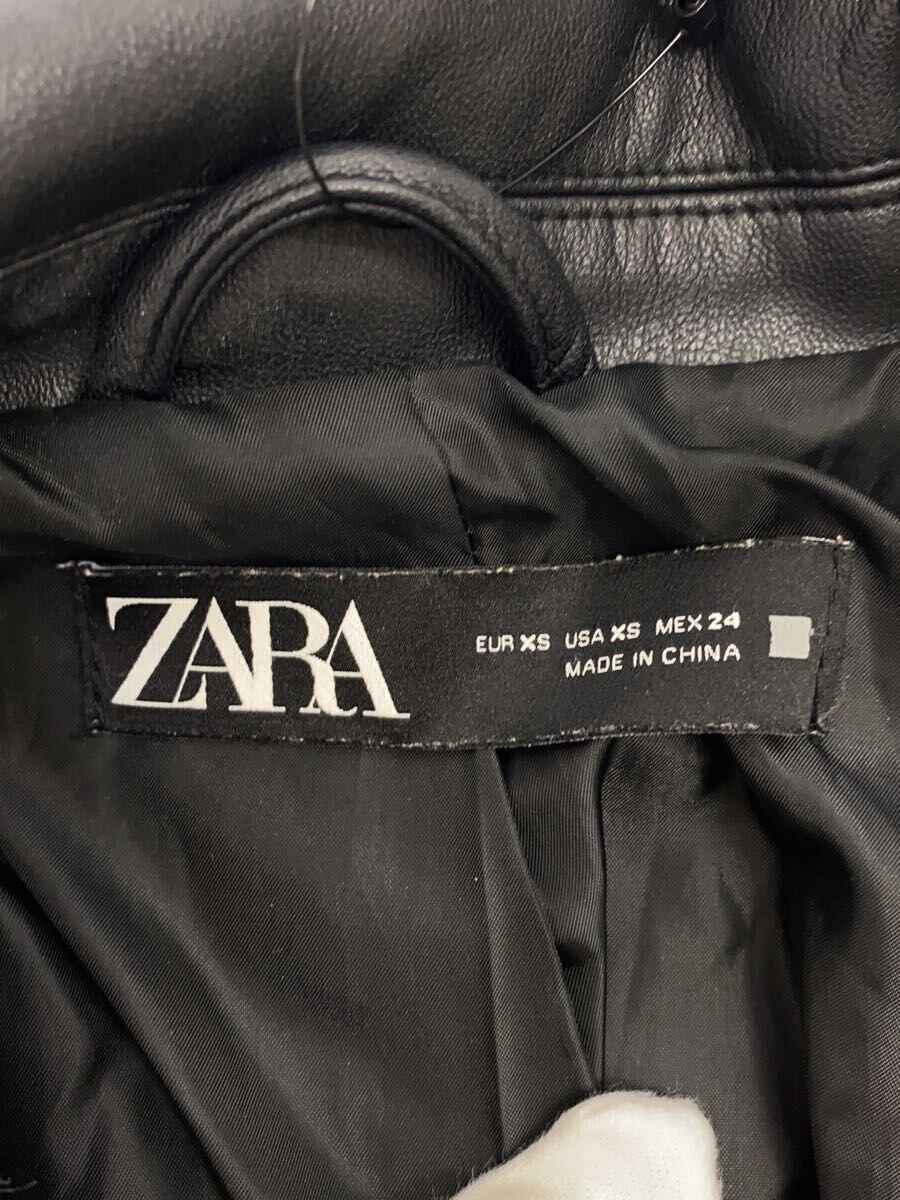 ZARA
EUR XS USA XS MEX 24
MADE IN CHINA